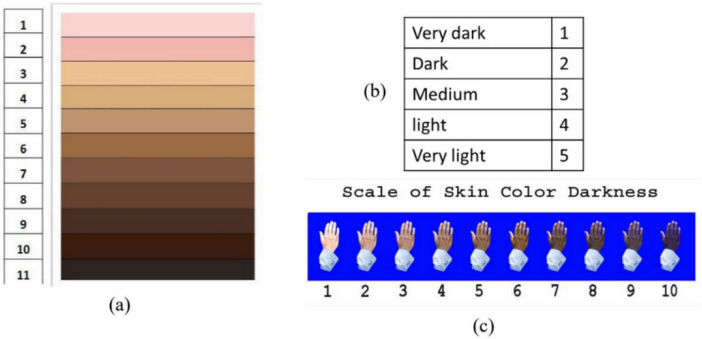 1
2
3
4
5
6
7
8
9
10
11
(a)
(b)
Very dark 1
Dark 2
Medium 3
light 4
Very light 5
Scale of Skin Color Darkness
1 2 3 4 5 6 7 8 9 10
(c)